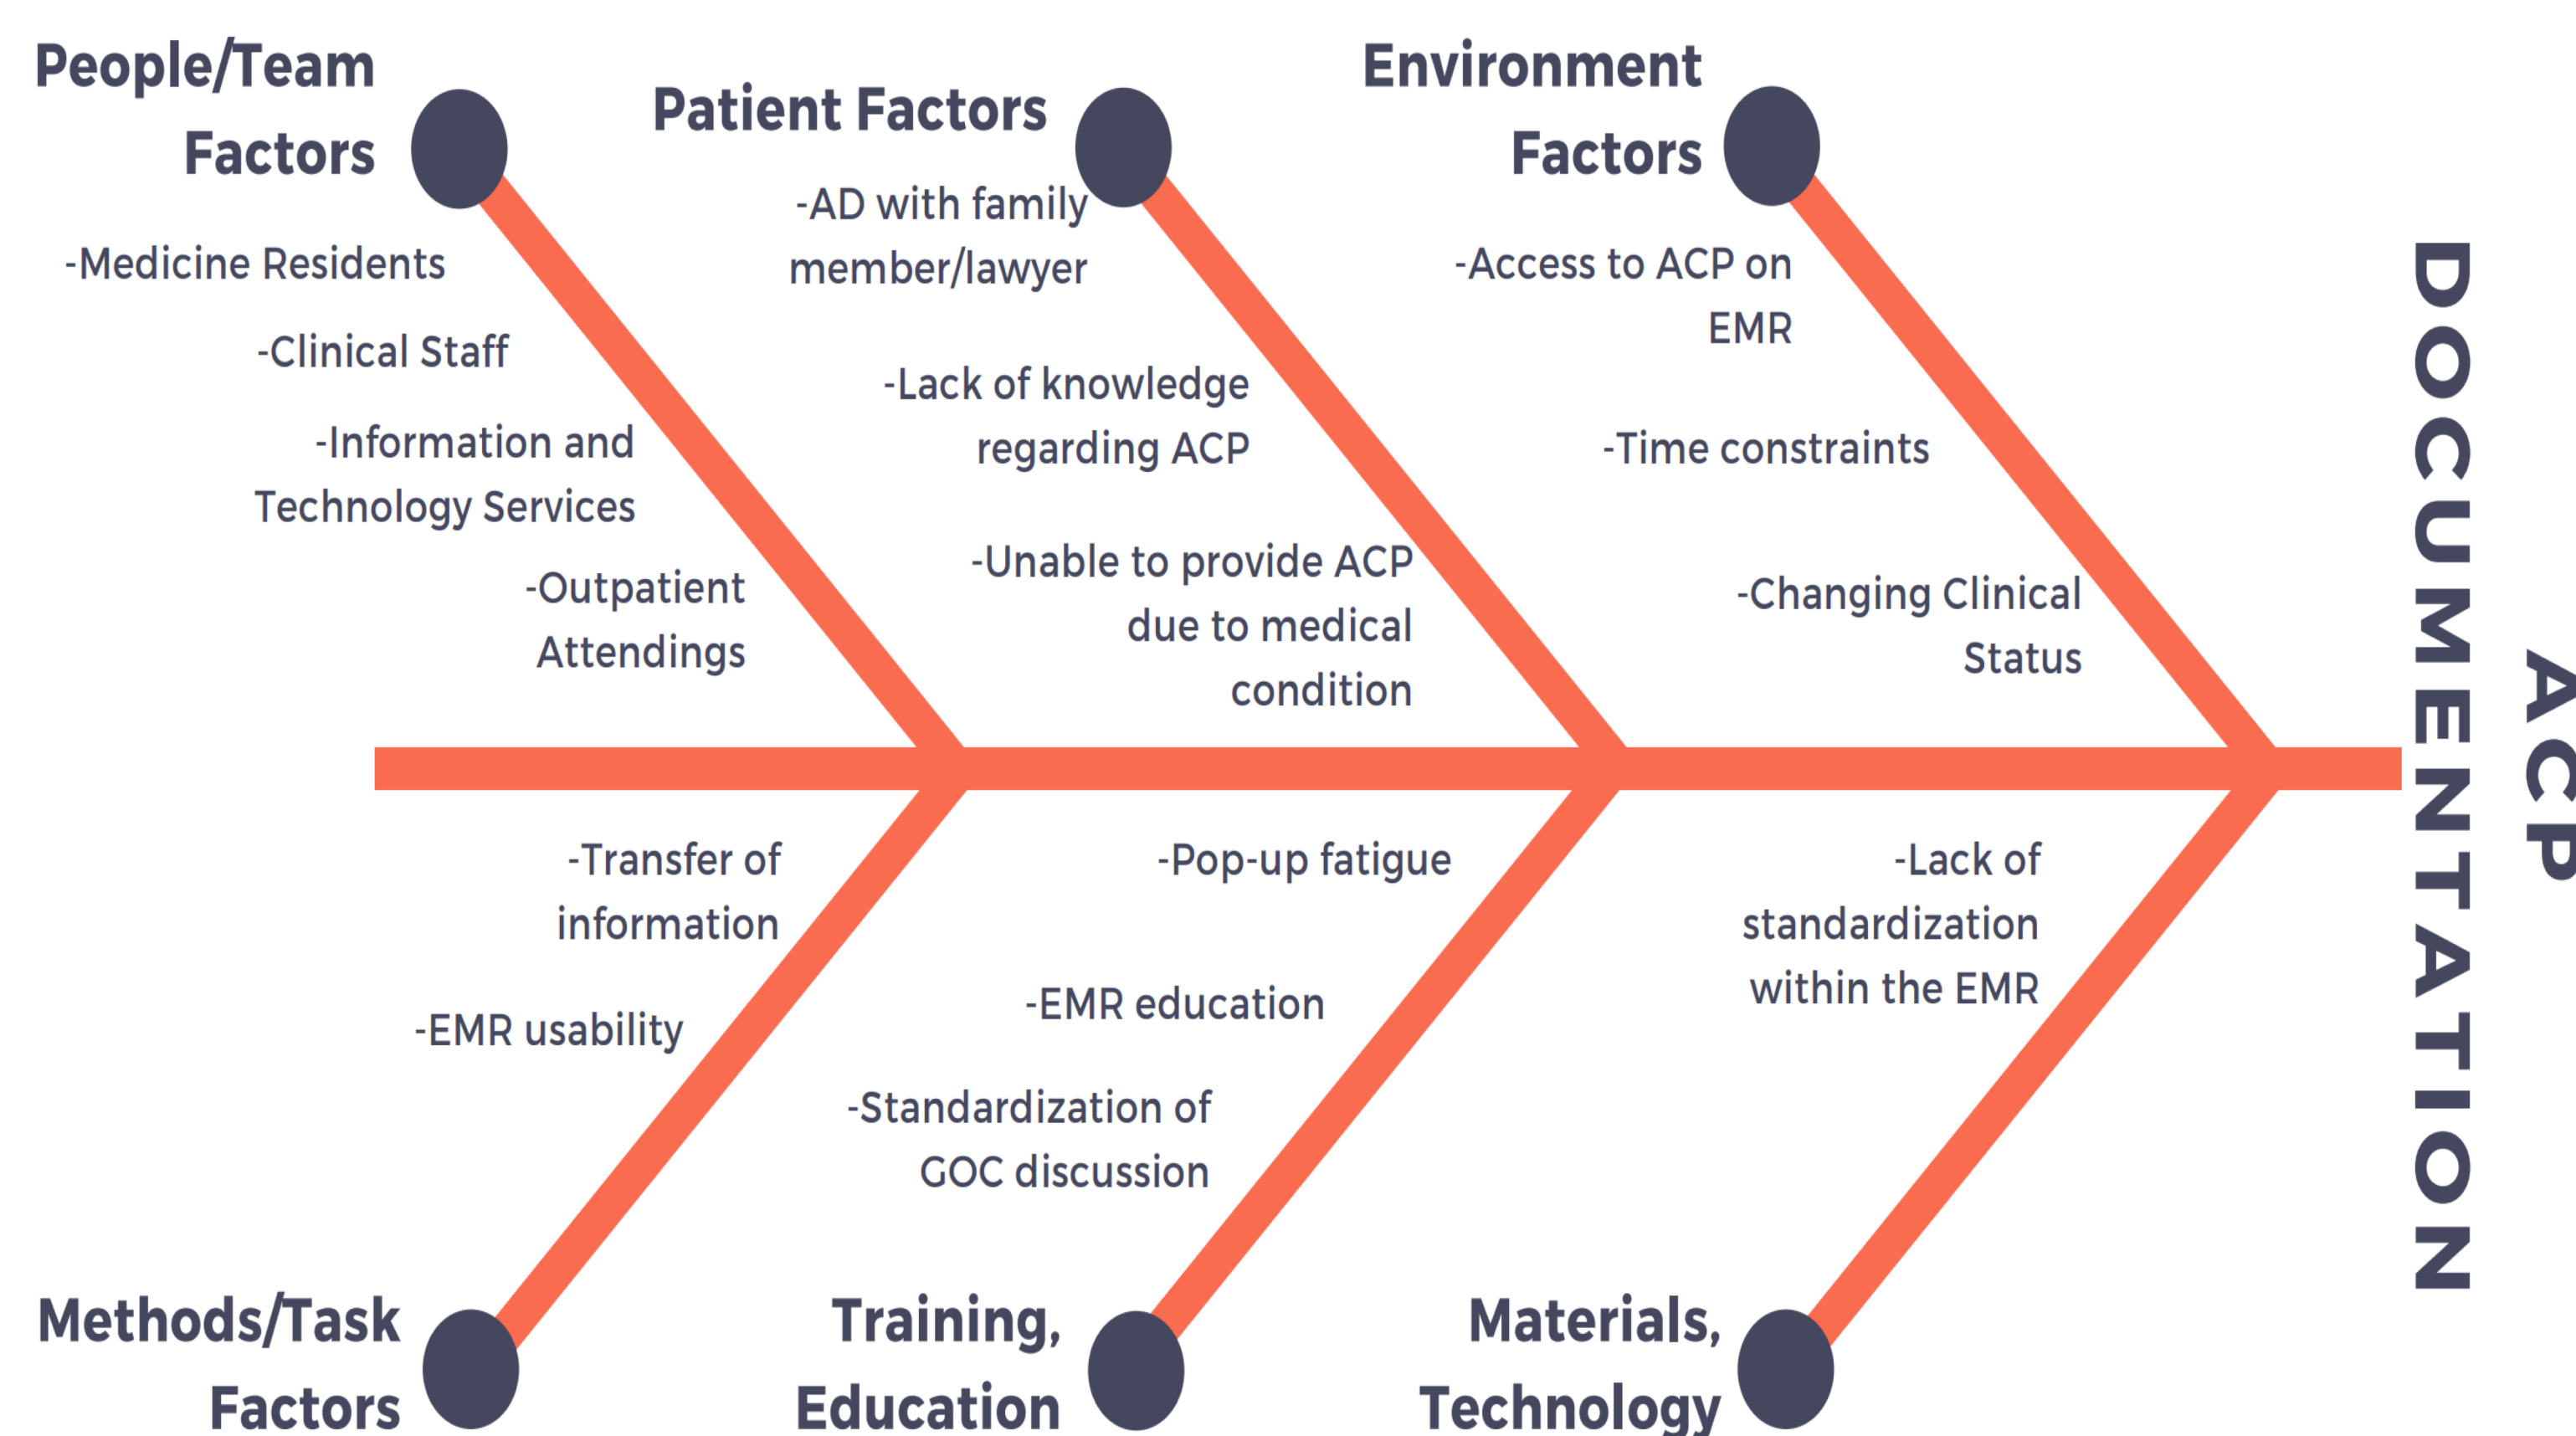 People/Team
Factors
-Medicine Residents
-Clinical Staff
-Information and
Technology Services
-Outpatient
Attendings
Patient Factors
-AD with family
member/lawyer
-Lack of knowledge
regarding ACP
-Unable to provide ACP
due to medical
condition
Environment
Factors
-Access to ACP on
EMR
-Time constraints
-Changing Clinical
Status
-Transfer of
information
-EMR usability
Methods/Task
Factors
-Pop-up fatigue
-EMR education
-Standardization of
GOC discussion
Training,
Education
-Lack of
standardization
within the EMR
Materials,
Technology
ACP
DOCUMENTATION